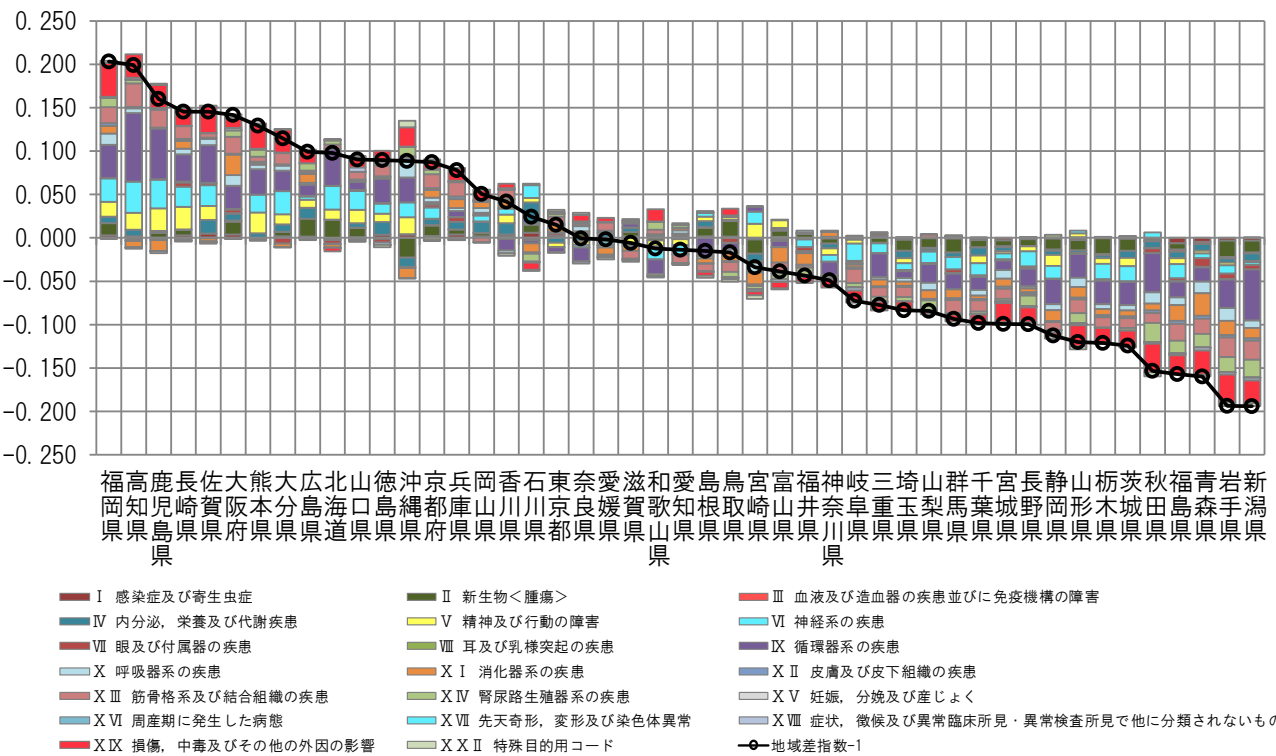 0.250
0.200
0.150
0.100
0.050
0.000
-0.050
-0.100
-0.150
-0.200
-0.250
福岡県
高知県
鹿児島県
長崎県
佐賀県
大阪府
熊本県
大分県
広島県
北海道
山口県
徳島県
沖縄県
京都府
兵庫県
岡山県
香川県
石川県
東京都
奈良県
愛媛県
滋賀県
和歌山県
愛知県
島根県
鳥取県
宮崎県
富山県
福井県
神奈川県
岐阜県
三重県
埼玉県
山梨県
群馬県
千葉県
宮城県
長野県
静岡県
山形県
栃木県
茨城県
秋田県
福島県
青森県
岩手県
新潟県
Ⅰ 感染症及び寄生虫症
Ⅱ 新生物＜腫瘍＞
Ⅲ 血液及び造血器の疾患並びに免疫機構の障害
Ⅳ 内分泌，栄養及び代謝疾患
Ⅴ 精神及び行動の障害
Ⅵ 神経系の疾患
Ⅶ 眼及び付属器の疾患
Ⅷ 耳及び乳様突起の疾患
Ⅸ 循環器系の疾患
Ⅹ 呼吸器系の疾患
ⅩⅠ 消化器系の疾患
ⅩⅡ 皮膚及び皮下組織の疾患
ⅩⅢ 筋骨格系及び結合組織の疾患
ⅩⅣ 腎尿路生殖器系の疾患
ⅩⅤ 妊娠，分娩及び産じょく
ⅩⅥ 周産期に発生した病態
ⅩⅦ 先天奇形，変形及び染色体異常
ⅩⅧ 症状，徴候及び異常臨床所見・異常検査所見で他に分類されないもの
ⅩⅨ 損傷，中毒及びその他の外因の影響
ⅩⅩⅡ 特殊目的用コード
地域差指数-1